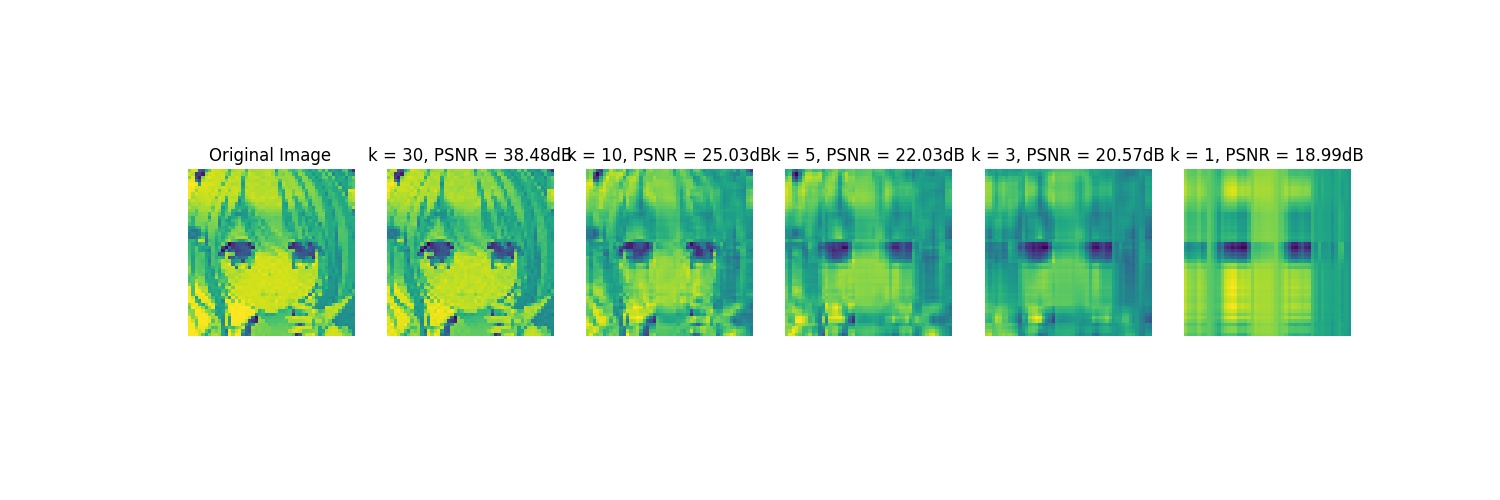 Original Image
k = 30, PSNR = 38.48dB
k = 10, PSNR = 25.03dB
k = 5, PSNR = 22.03dB
k = 3, PSNR = 20.57dB
k = 1, PSNR = 18.99dB